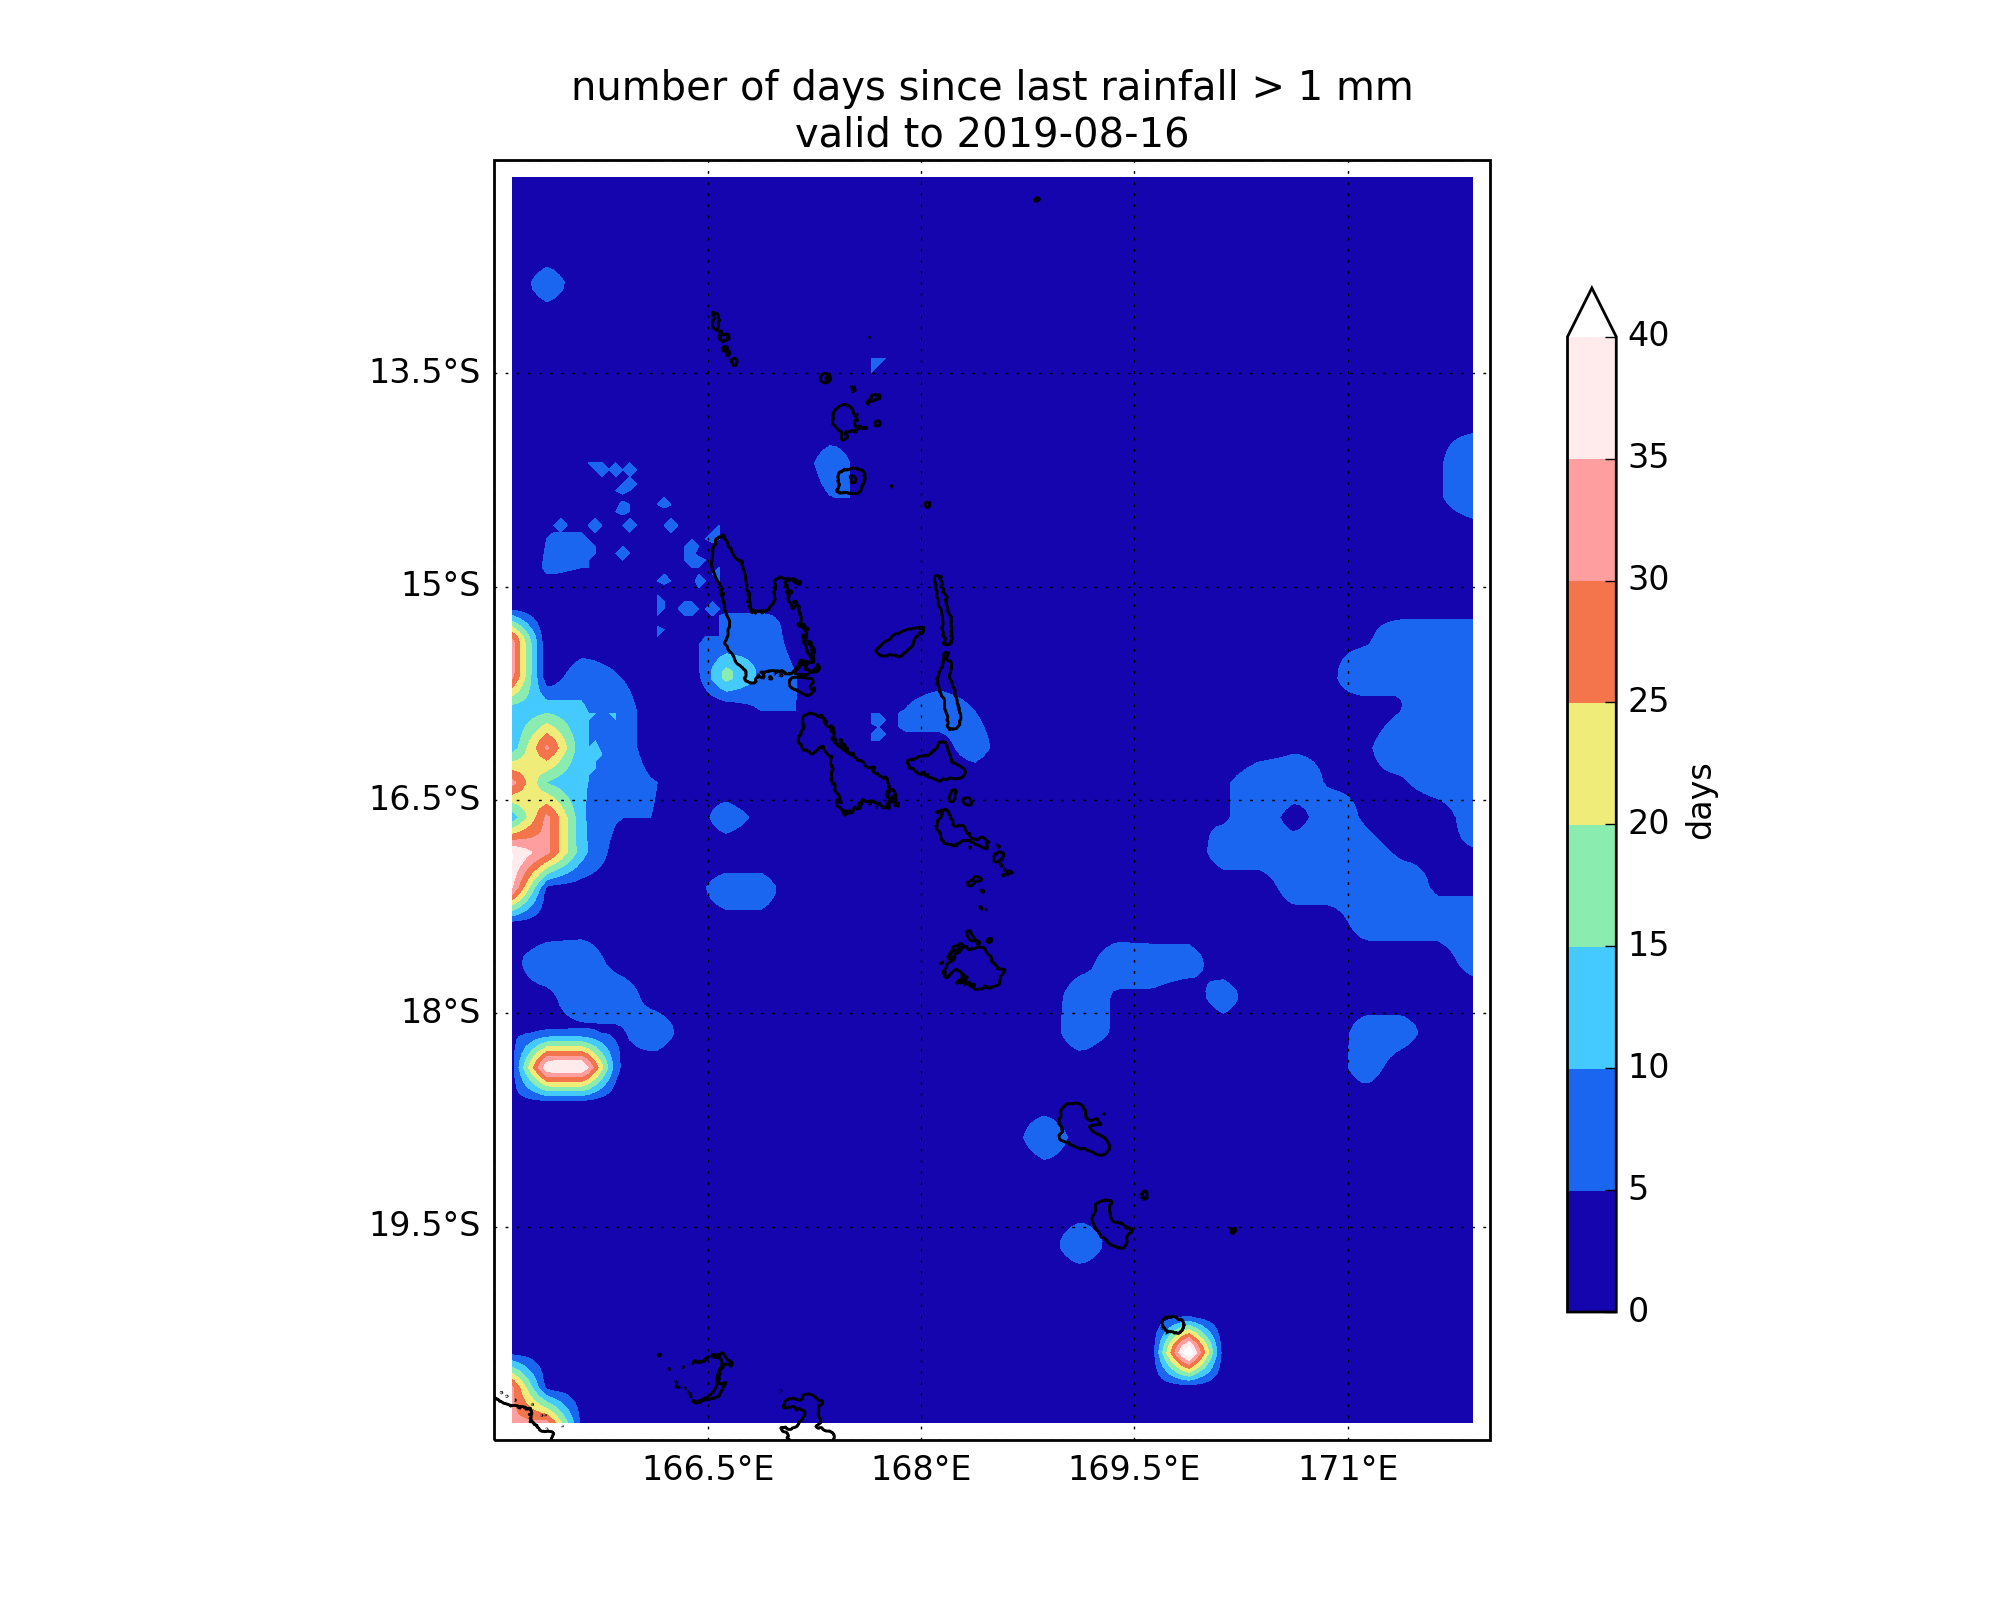 number of days since last rainfall > 1 mm
valid to 2019-08-16
13.5°S
15°S
16.5°S
18°S
19.5°S
166.5°E
168°E
169.5°E
171°E
40
35
30
25
20
15
10
5
0
days